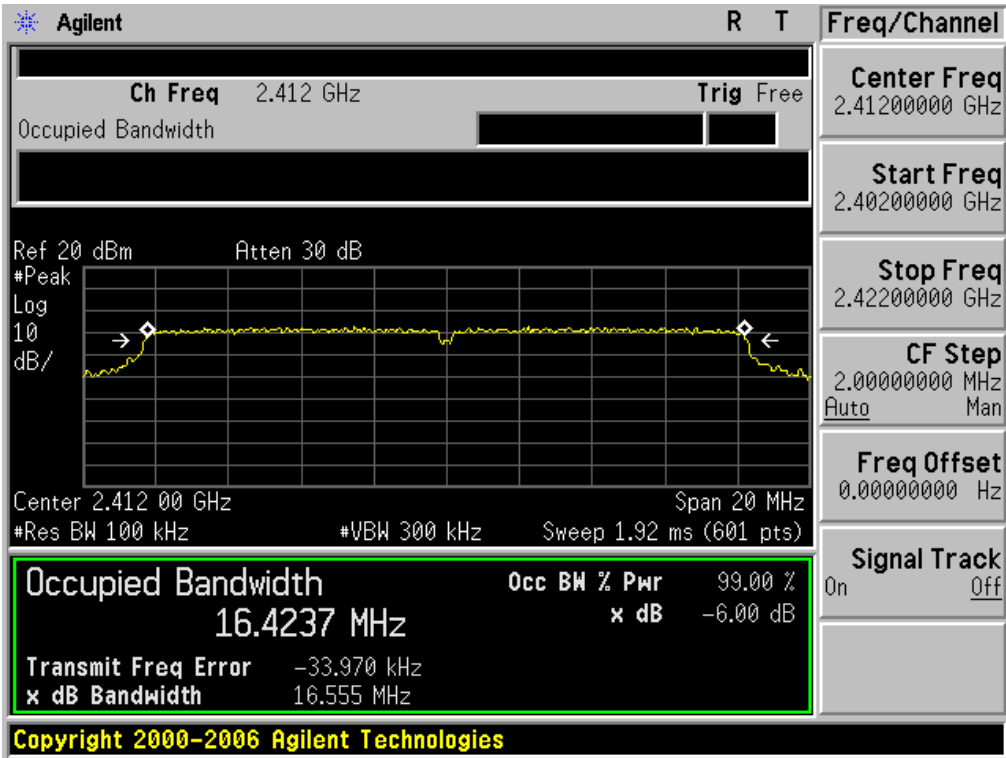 Agilent R T
Freq/Channel
Ch Freq 2.412 GHz Trig Free
Occupied Bandwidth
Ref 20 dBm Atten 30 dB
#Peak
Log
10
dB/
Center 2.412 00 GHz Span 20 MHz
#Res BW 100 kHz #VBW 300 kHz Sweep 1.92 ms (601 pts)
Occupied Bandwidth
16.4237 MHz
Occ BW % Pwr 99.00 %
x dB -6.00 dB
Transmit Freq Error -33.970 kHz
x dB Bandwidth 16.555 MHz
Copyright 2000-2006 Agilent Technologies
Center Freq
2.41200000 GHz
Start Freq
2.40200000 GHz
Stop Freq
2.42200000 GHz
CF Step
2.00000000 MHz
Auto Man
Freq Offset
0.00000000 Hz
Signal Track
On Off